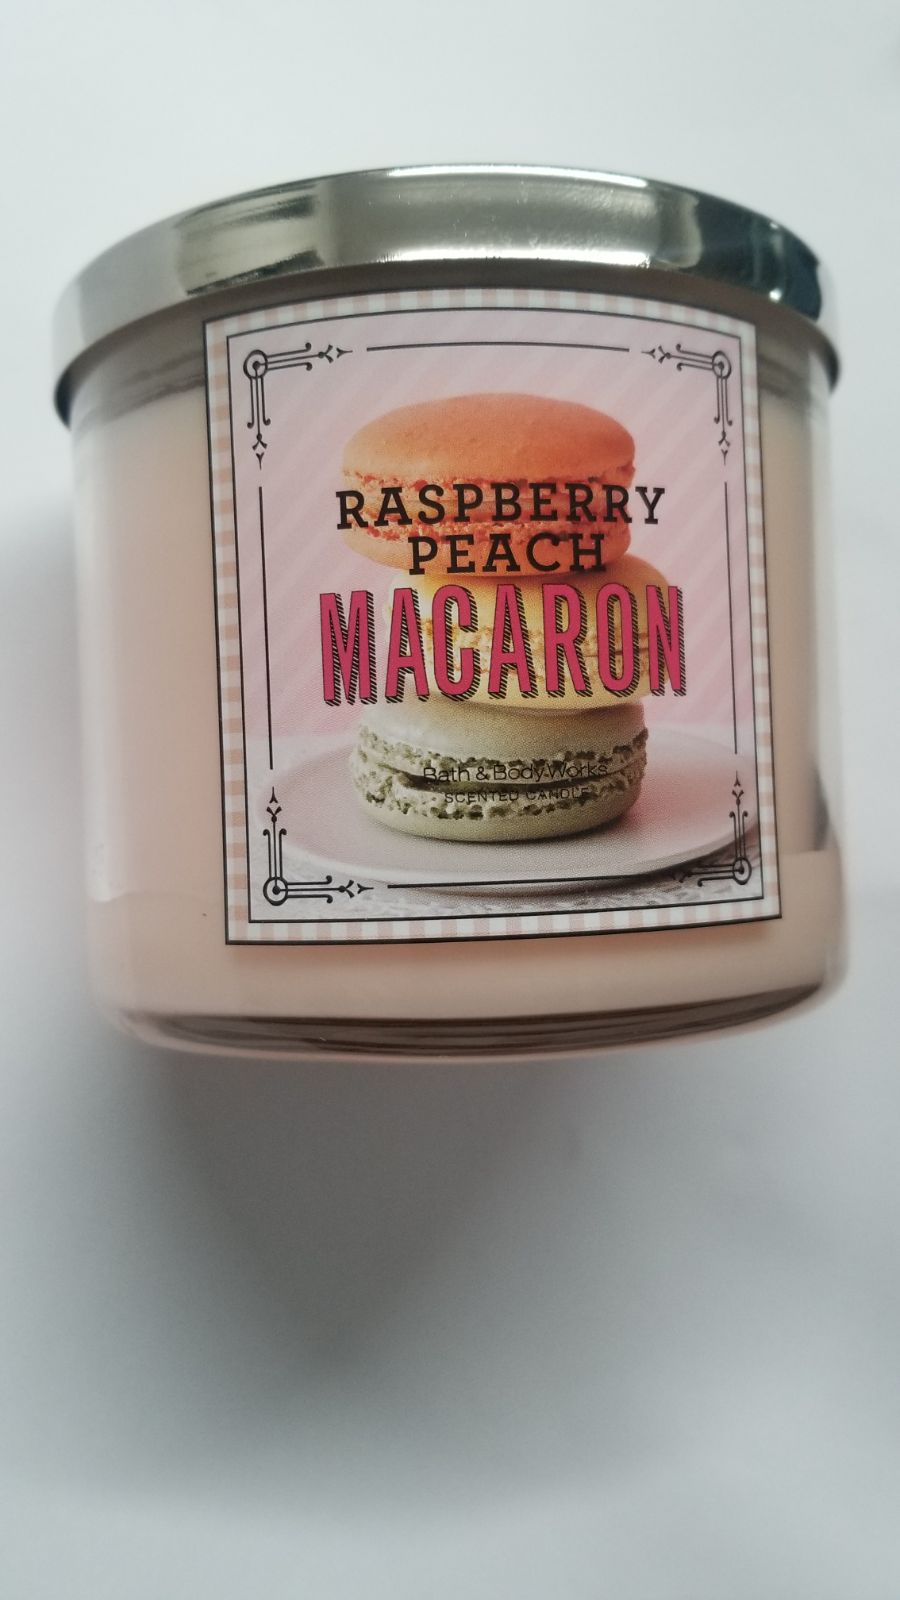 RASPBERRY
PEACH
MACARON
Bath & Body Works
SCENTED CANDLE